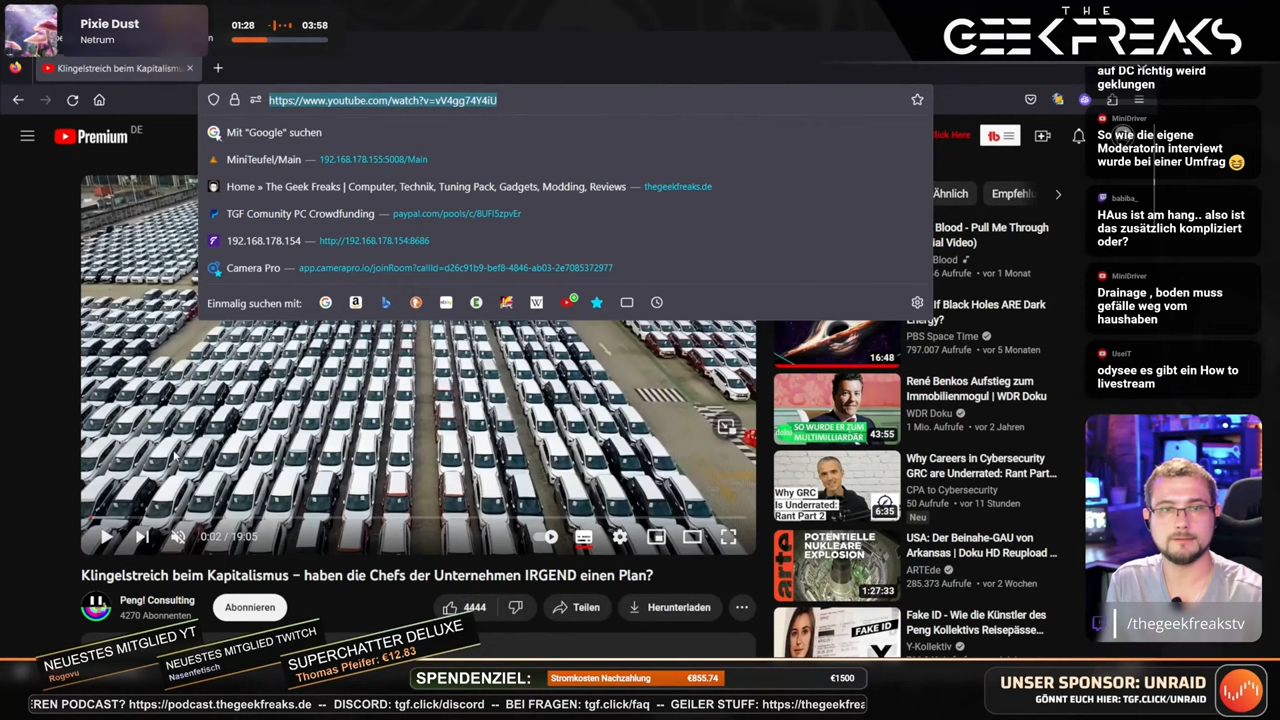 Pixie Dust
Netrum
01:28
03:58
THE
GEEKFREAKS
Klingelstreich beim Kapitalismu
https://www.youtube.com/watch?v=vV4gg74Y4iU
Mit "Google" suchen
MiniTeufel/Main — 192.168.178.155:5008/Main
Home » The Geek Freaks | Computer, Technik, Tuning Pack, Gadgets, Modding, Reviews — thegeekfreaks.de
TGF Comunity PC Crowdfunding — paypal.com/pools/c/8UFI5zpvEr
192.168.178.154 — http://192.168.178.154:8686
Camera Pro — app.camerapro.io/joinRoom?callId=d26c91b9-bef8-4846-ab03-2e7085372977
Einmalig suchen mit:
Premium DE
lick Here
Ähnlich
Empfehlu
Blood - Pull Me Through
ial Video)
Blood
6 Aufrufe • vor 1 Monat
If Black Holes ARE Dark
Energy?
PBS Space Time
797.007 Aufrufe • vor 5 Monaten
16:48
SO WURDE ER ZUM
MULTIMILLIARDÄR
43:55
René Benkos Aufstieg zum
Immobilienmogul | WDR Doku
WDR Doku
1 Mio. Aufrufe • vor 2 Jahren
Why GRC
Is Underrated:
Rant Part 2
6:35
Why Careers in Cybersecurity
GRC are Underrated: Rant Part...
CPA to Cybersecurity
50 Aufrufe • vor 11 Stunden
Neu
POTENTIELLE
NUKLEARE
EXPLOSION
arte
1:27:33
USA: Der Beinahe-GAU von
Arkansas | Doku HD Reupload ...
ARTEde
285.373 Aufrufe • vor 2 Wochen
FAKE ID
Fake ID - Wie die Künstler des
Peng Kollektivs Reisepässe...
Y-Kollektiv
0:02 / 19:05
Klingelstreich beim Kapitalismus – haben die Chefs der Unternehmen IRGEND einen Plan?
Peng! Consulting
4270 Abonnenten
Abonnieren
4444
Teilen
Herunterladen
auf DC richtig weird
geklungen
MiniDriver
So wie die eigene
Moderatorin interviewt
wurde bei einer Umfrag
babiba_
HAus ist am hang.. also ist
das zusätzlich kompliziert
oder?
MiniDriver
Drainage , boden muss
gefälle weg vom
haushaben
UseIT
odysee es gibt ein How to
livestream
/thegeekfreakstv
NEUESTES MITGLIED YT
Rogovu
NEUESTES MITGLIED TWITCH
Nasenfetisch
SUPERCHATTER DELUXE
Thomas Pfeifer: €12.83
SPENDENZIEL:
Stromkosten Nachzahlung
€855.74
€1500
UNSER SPONSOR: UNRAID
GÖNNT EUCH HIER: TGF.CLICK/UNRAID
EREN PODCAST? https://podcast.thegeekfreaks.de -- DISCORD: tgf.click/discord -- BEI FRAGEN: tgf.click/faq -- GEILER STUFF: https://thegeekfrea